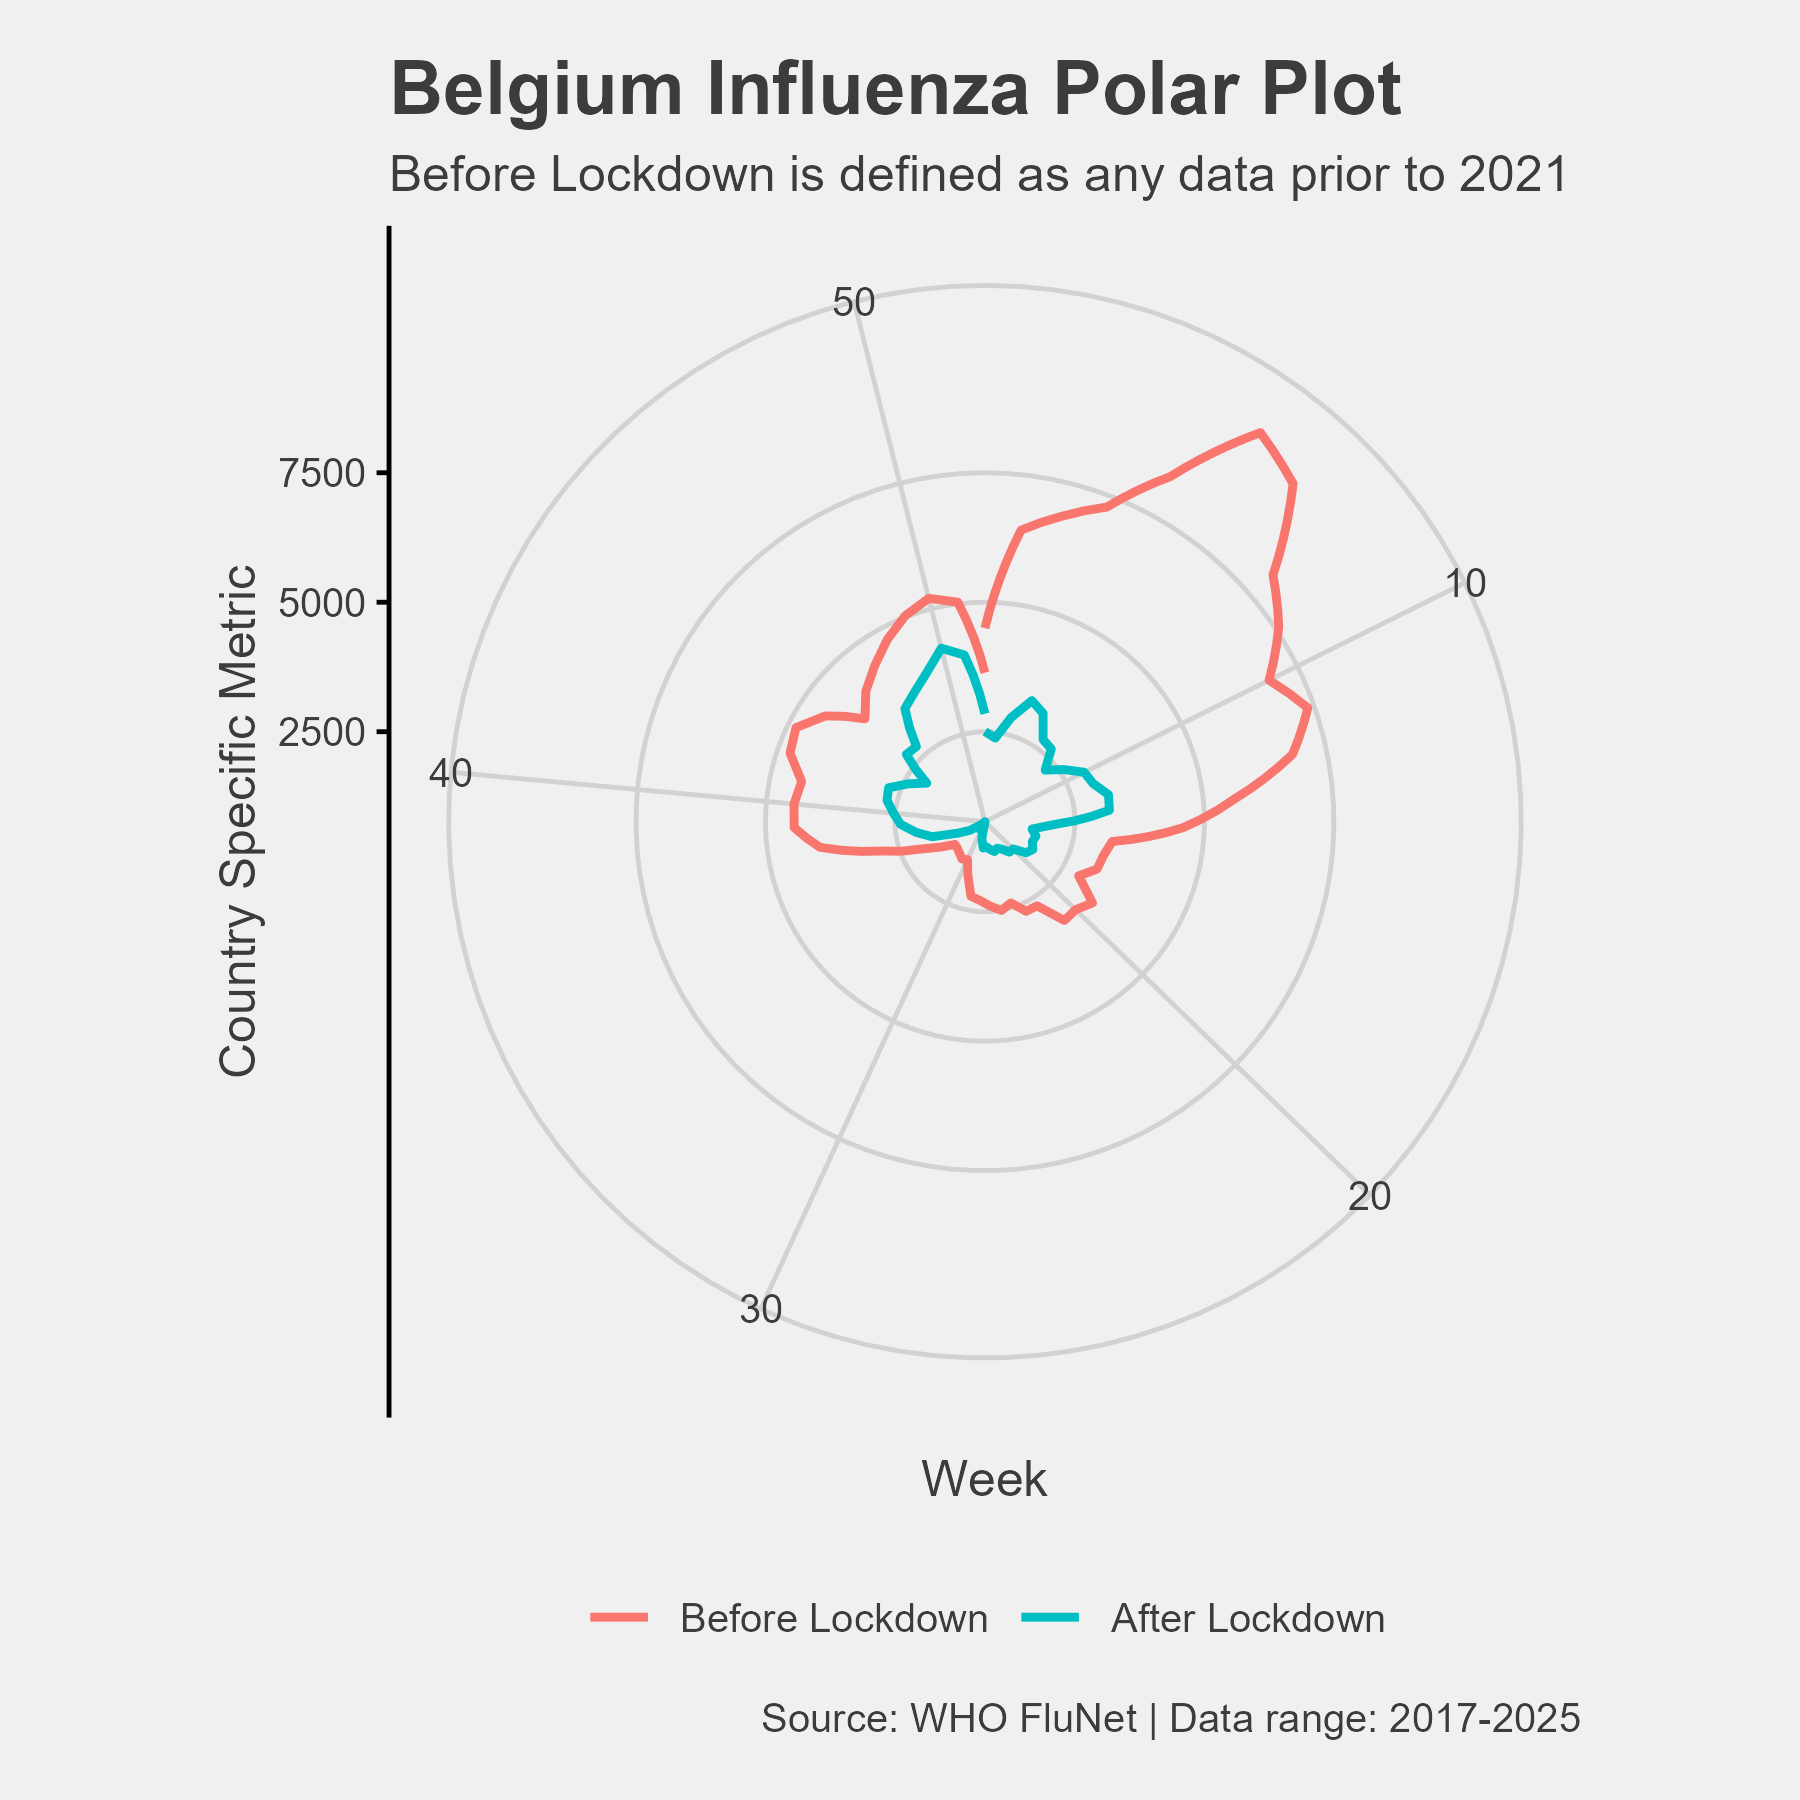 Belgium Influenza Polar Plot
Before Lockdown is defined as any data prior to 2021
50
7500
10
5000
2500
40
Country Specific Metric
20
30
Week
Before Lockdown
After Lockdown
Source: WHO FluNet | Data range: 2017-2025